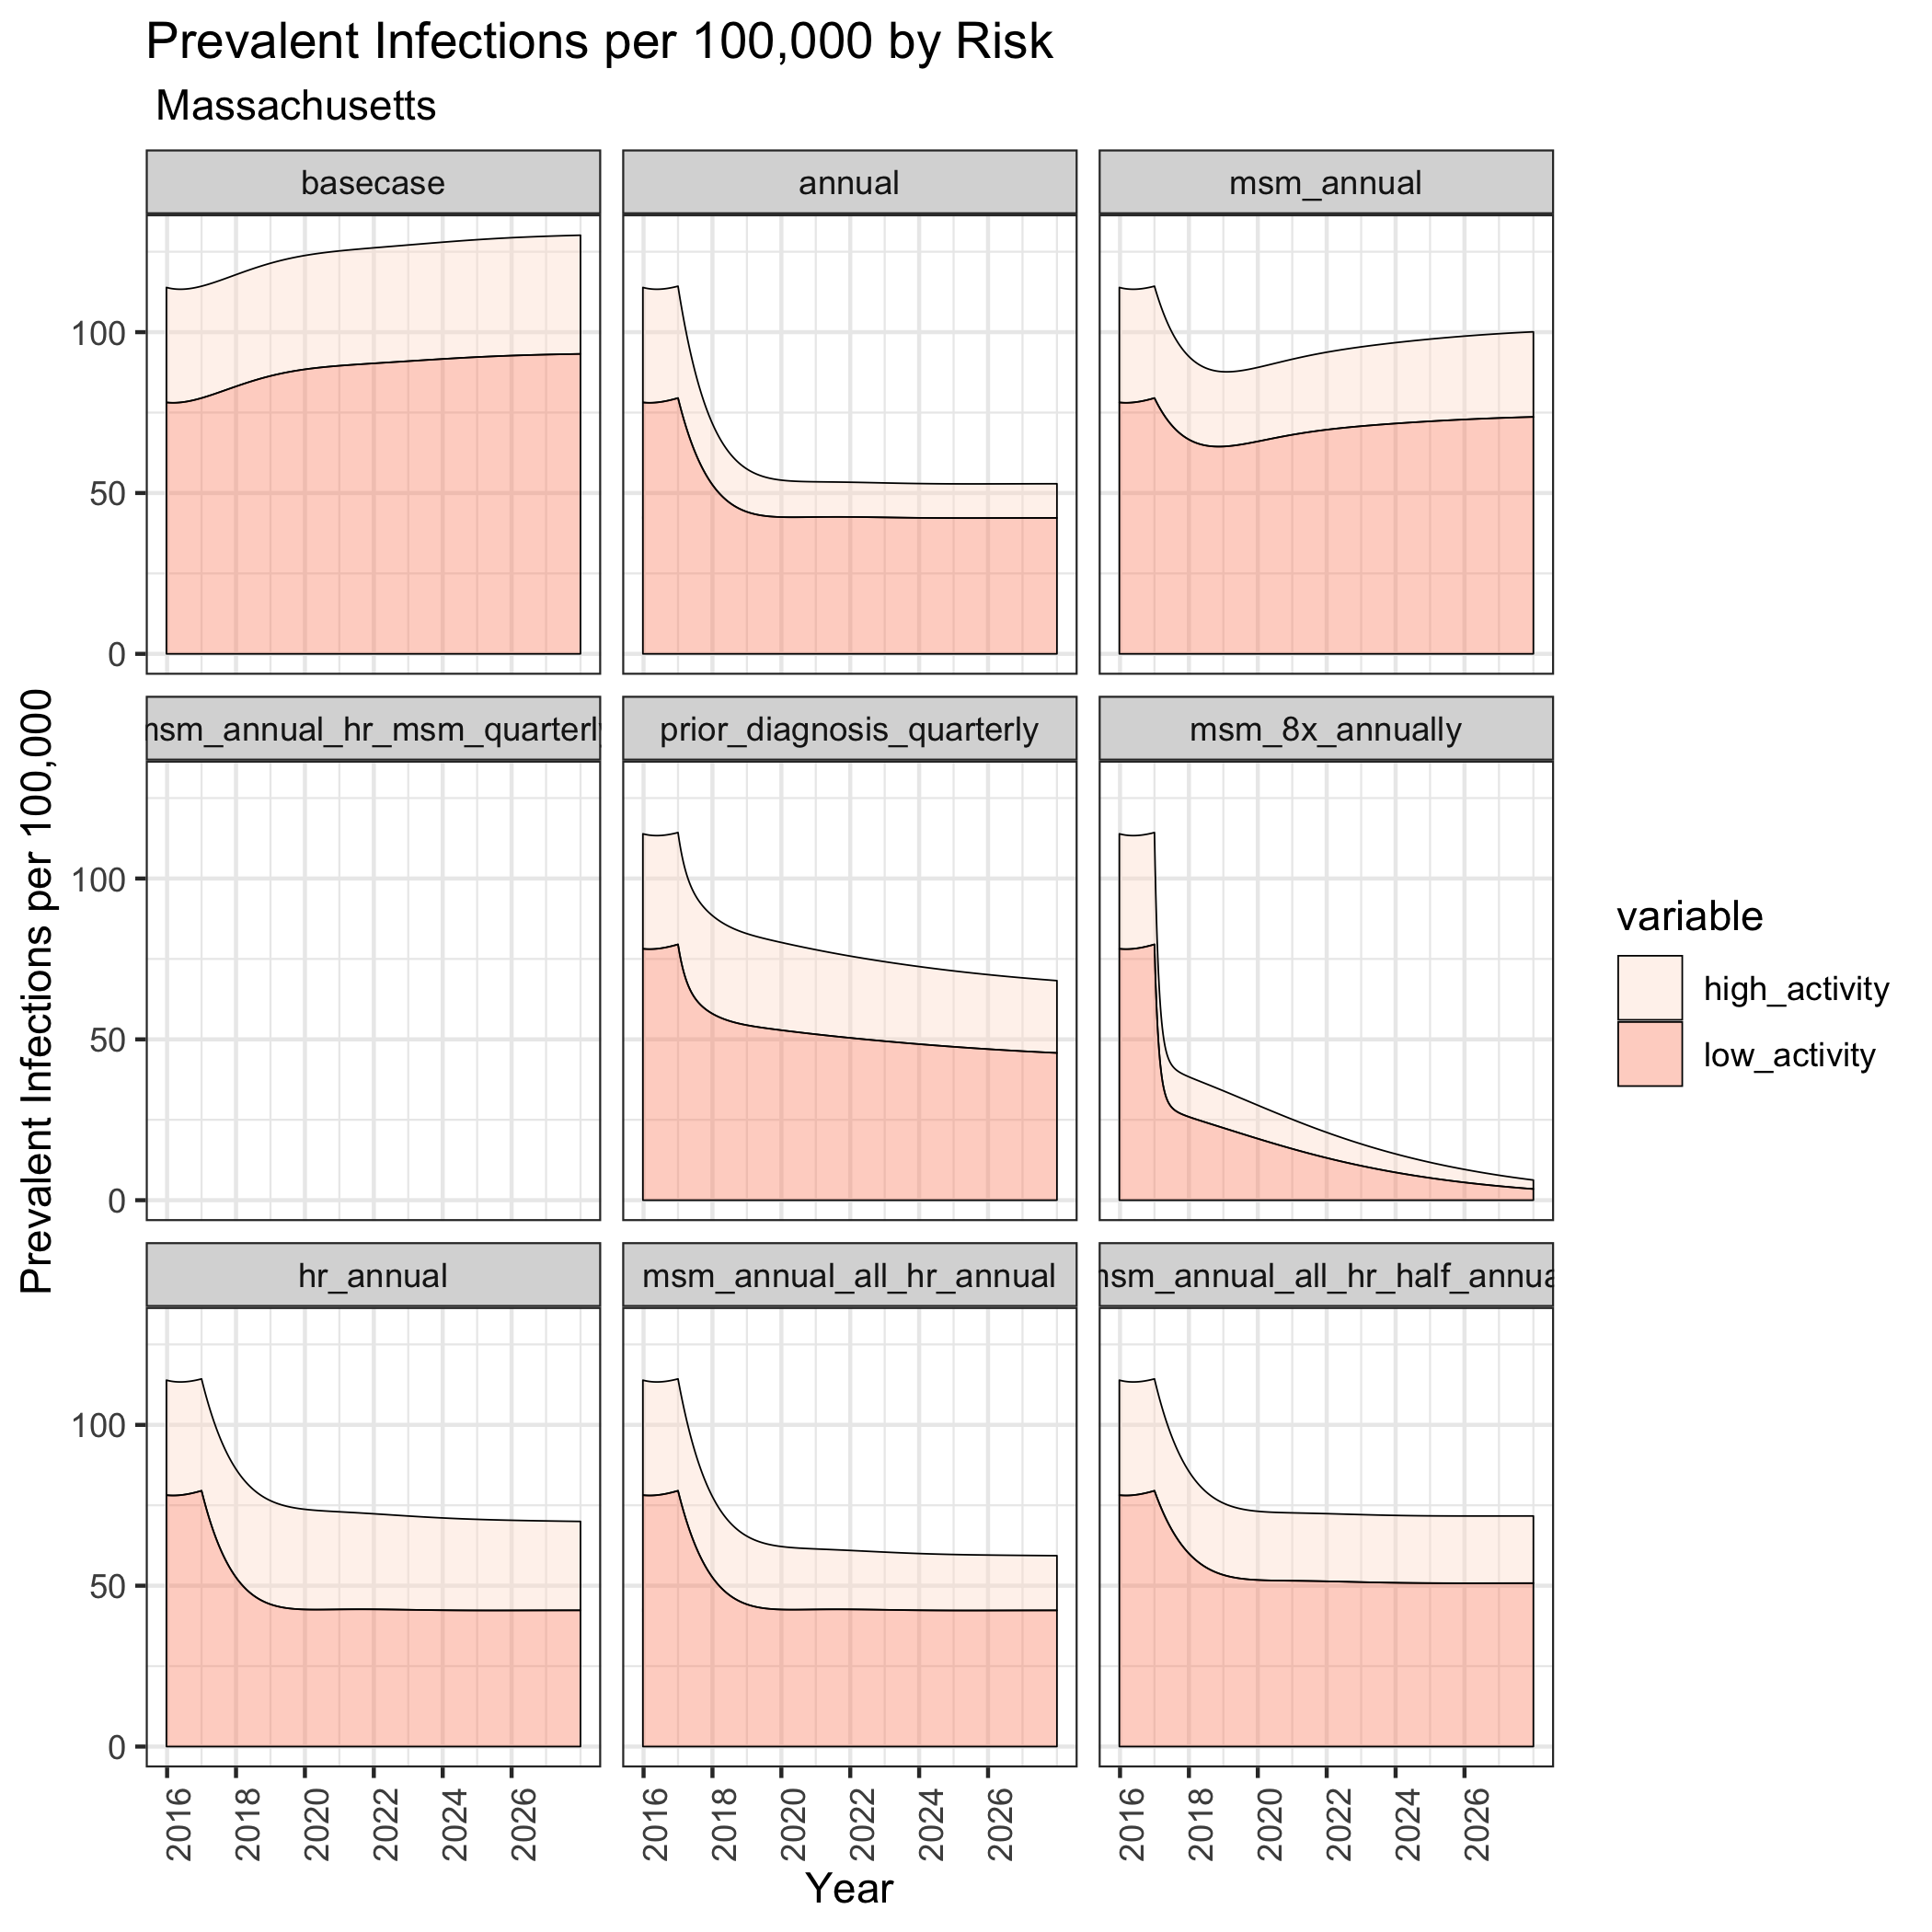 Prevalent Infections per 100,000 by Risk
Massachusetts
Prevalent Infections per 100,000
basecase
annual
msm_annual
100
50
0
msm_annual_hr_msm_quarterly
prior_diagnosis_quarterly
msm_8x_annually
100
50
0
hr_annual
msm_annual_all_hr_annual
msm_annual_all_hr_half_annual
100
50
0
2016 2018 2020 2022 2024 2026
2016 2018 2020 2022 2024 2026
2016 2018 2020 2022 2024 2026
Year
variable
high_activity
low_activity